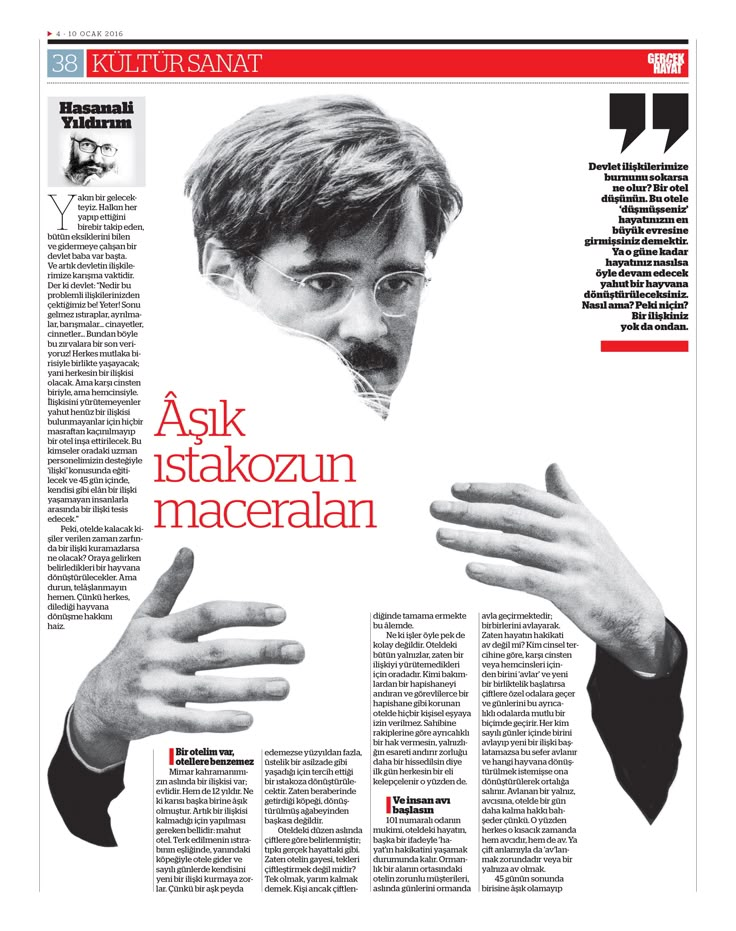 4 - 10 OCAK 2016
38 KÜLTÜR SANAT
GERÇEK
HAYAT
Hasanali
Yıldırım
Yakın bir gelecek-
teyiz. Halkın her
yapıp ettiğini
birebir takip eden,
bütün eksiklerini bilen
ve gidermeye çalışan bir
devlet baba var başta.
Ve artık devletin ilişkile-
rimize karışma vaktidir.
Der ki devlet: “Nedir bu
problemli ilişkilerinizden
çektiğimiz be! Yeter! Sonu
gelmez ıstıraplar, ayrılma-
lar, barışmalar... cinayetler,
cinnetler... Bundan böyle
bu zırvalara bir son veri-
yoruz! Herkes mutlaka bi-
risiyle birlikte yaşayacak;
yani herkesin bir ilişkisi
olacak. Ama karşı cinsten
biriyle, ama hemcinsiyle.
İlişkisini yürütemeyenler
yahut henüz bir ilişkisi
bulunmayanlar için hiçbir
masraftan kaçınılmayıp
bir otel inşa ettirilecek. Bu
kimseler oradaki uzman
personelimizin desteğiyle
‘ilişki’ konusunda eğiti-
lecek ve 45 gün içinde,
kendisi gibi elân bir ilişki
yaşamayan insanlarla
arasında bir ilişki tesis
edecek.”
Peki, otelde kalacak ki-
şiler verilen zaman zarfın-
da bir ilişki kuramazlarsa
ne olacak? Oraya gelirken
belirledikleri bir hayvana
dönüştürülecekler. Ama
durun, telâşlanmayın
hemen. Çünkü herkes,
dilediği hayvana
dönüşme hakkını
haiz.
Devlet ilişkilerimize
burnunu sokarsa
ne olur? Bir otel
düşünün. Bu otele
‘düşmüşseniz’
hayatınızın en
büyük evresine
girmişsiniz demektir.
Ya o güne kadar
hayatınız nasılsa
öyle devam edecek
yahut bir hayvana
dönüştürüleceksiniz.
Nasıl ama? Peki niçin?
Bir ilişkiniz
yok da ondan.
Âşık
ıstakozun
maceraları
Bir otelim var,
otellere benzemez
Mimar kahramanımı-
zın aslında bir ilişkisi var;
evlidir. Hem de 12 yıldır. Ne
ki karısı başka birine âşık
olmuştur. Artık bir ilişkisi
kalmadığı için yapılması
gereken bellidir: mahut
otel. Terk edilmenin ıstıra-
bının eşliğinde, yanındaki
köpeğiyle otele gider ve
sayılı günlerde kendisini
yeni bir ilişki kurmaya zor-
lar. Çünkü bir aşk peyda
edemezse yüzyıldan fazla,
üstelik bir asilzade gibi
yaşadığı için tercih ettiği
bir ıstakoza dönüştürüle-
cektir. Zaten beraberinde
getirdiği köpeği, dönüş-
türülmüş ağabeyinden
başkası değildir.
Oteldeki düzen aslında
çiftlere göre belirlenmiştir;
tıpkı gerçek hayattaki gibi.
Zaten otelin gayesi, tekleri
çiftleştirmek değil midir?
Tek olmak, yarım kalmak
demek. Kişi ancak çiftlen-
diğinde tamama ermekte
bu âlemde.
Ne ki işler öyle pek de
kolay değildir. Oteldeki
bütün yalnızlar, zaten bir
ilişkiyi yürütemedikleri
için oradadır. Kimi bakım-
lardan bir hapishaneyi
andıran ve görevlilerce bir
hapishane gibi korunan
otelde hiçbir kişisel eşyaya
izin verilmez. Sahibine
rakiplerine göre ayrıcalıklı
bir hak vermesin, yalnızlı-
ğın esareti andırır zorluğu
daha bir hissedilsin diye
ilk gün herkesin bir eli
kelepçelenir o yüzden de.
Ve insan avı
başlasın
101 numaralı odanın
mukimi, oteldeki hayatın,
başka bir ifadeyle ‘ha-
yat’ın hakikatini yaşamak
durumunda kalır. Orman-
lık bir alanın ortasındaki
otelin zorunlu müşterileri,
aslında günlerini ormanda
avla geçirmektedir;
birbirlerini avlayarak.
Zaten hayatın hakikati
av değil mi? Kim cinsel ter-
cihine göre, karşı cinsten
veya hemcinsleri için-
den birini ‘avlar’ ve yeni
bir birliktelik başlatırsa
çiftlere özel odalara geçer
ve günlerini bu ayrıca-
lıklı odalarda mutlu bir
biçimde geçirir. Her kim
sayılı günler içinde birini
avlayıp yeni bir ilişki baş-
latamazsa bu sefer avlanır
ve hangi hayvana dönüş-
türülmek istemişse ona
dönüştürülerek ortalığa
salınır. Avlanan bir yalnız,
avcısına, otelde bir gün
daha kalma hakkı bah-
şeder çünkü. O yüzden
herkes o kısacık zamanda
hem avcıdır, hem de av. Ya
çift anlamıyla da ‘av’lan-
mak zorundadır veya bir
yalnıza av olmak.
45 günün sonunda
birisine âşık olamayıp